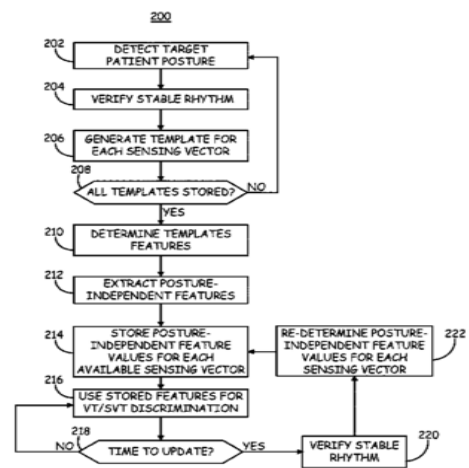 200
202
DETECT TARGET
PATIENT POSTURE
204
VERIFY STABLE RHYTHM
206
GENERATE TEMPLATE FOR
EACH SENSING VECTOR
208
ALL TEMPLATES STORED?
NO
YES
210
DETERMINE TEMPLATES
FEATURES
212
EXTRACT POSTURE-
INDEPENDENT FEATURES
214
STORE POSTURE-
INDEPENDENT FEATURE
VALUES FOR EACH
AVAILABLE SENSING VECTOR
RE-DETERMINE POSTURE-
INDEPENDENT FEATURE
VALUES FOR EACH
SENSING VECTOR
222
216
USE STORED FEATURES FOR
VT/SVT DISCRIMINATION
218
NO
TIME TO UPDATE?
YES
VERIFY STABLE
RHYTHM
220